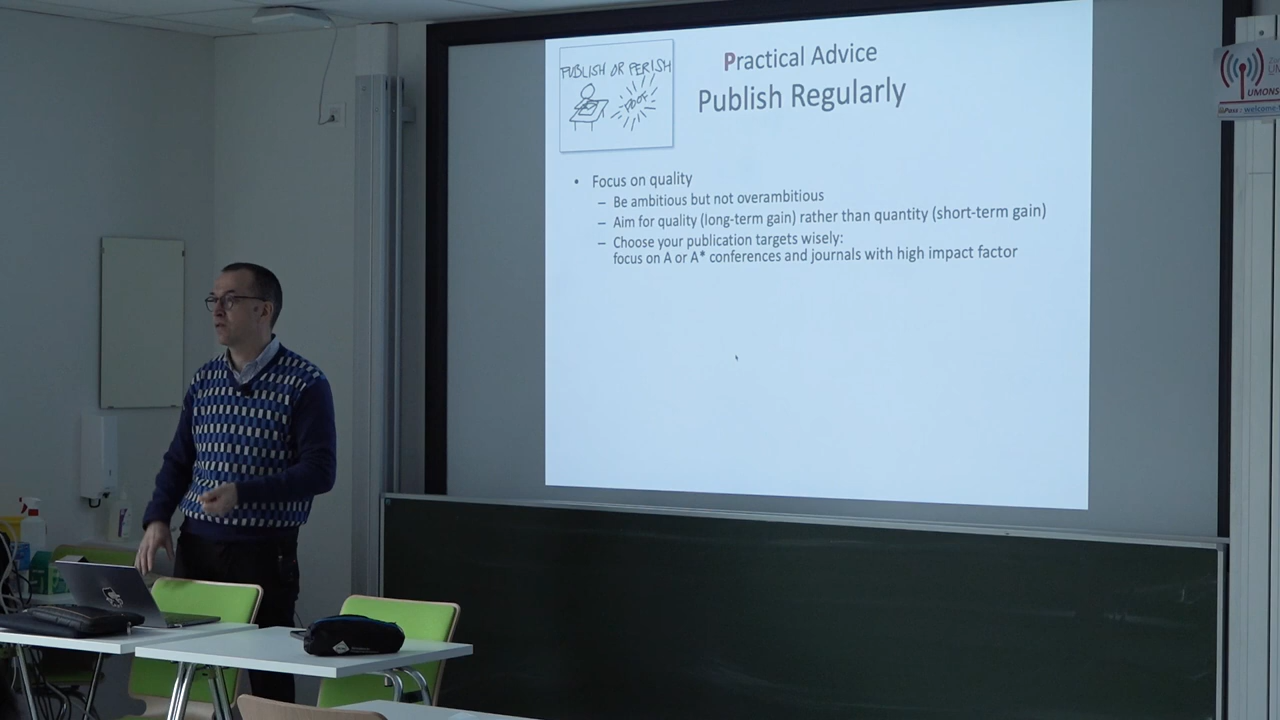 PUBLISH OR PERISH
POOF
Practical Advice
Publish Regularly
• Focus on quality
– Be ambitious but not overambitious
– Aim for quality (long-term gain) rather than quantity (short-term gain)
– Choose your publication targets wisely:
focus on A or A* conferences and journals with high impact factor
UMONS